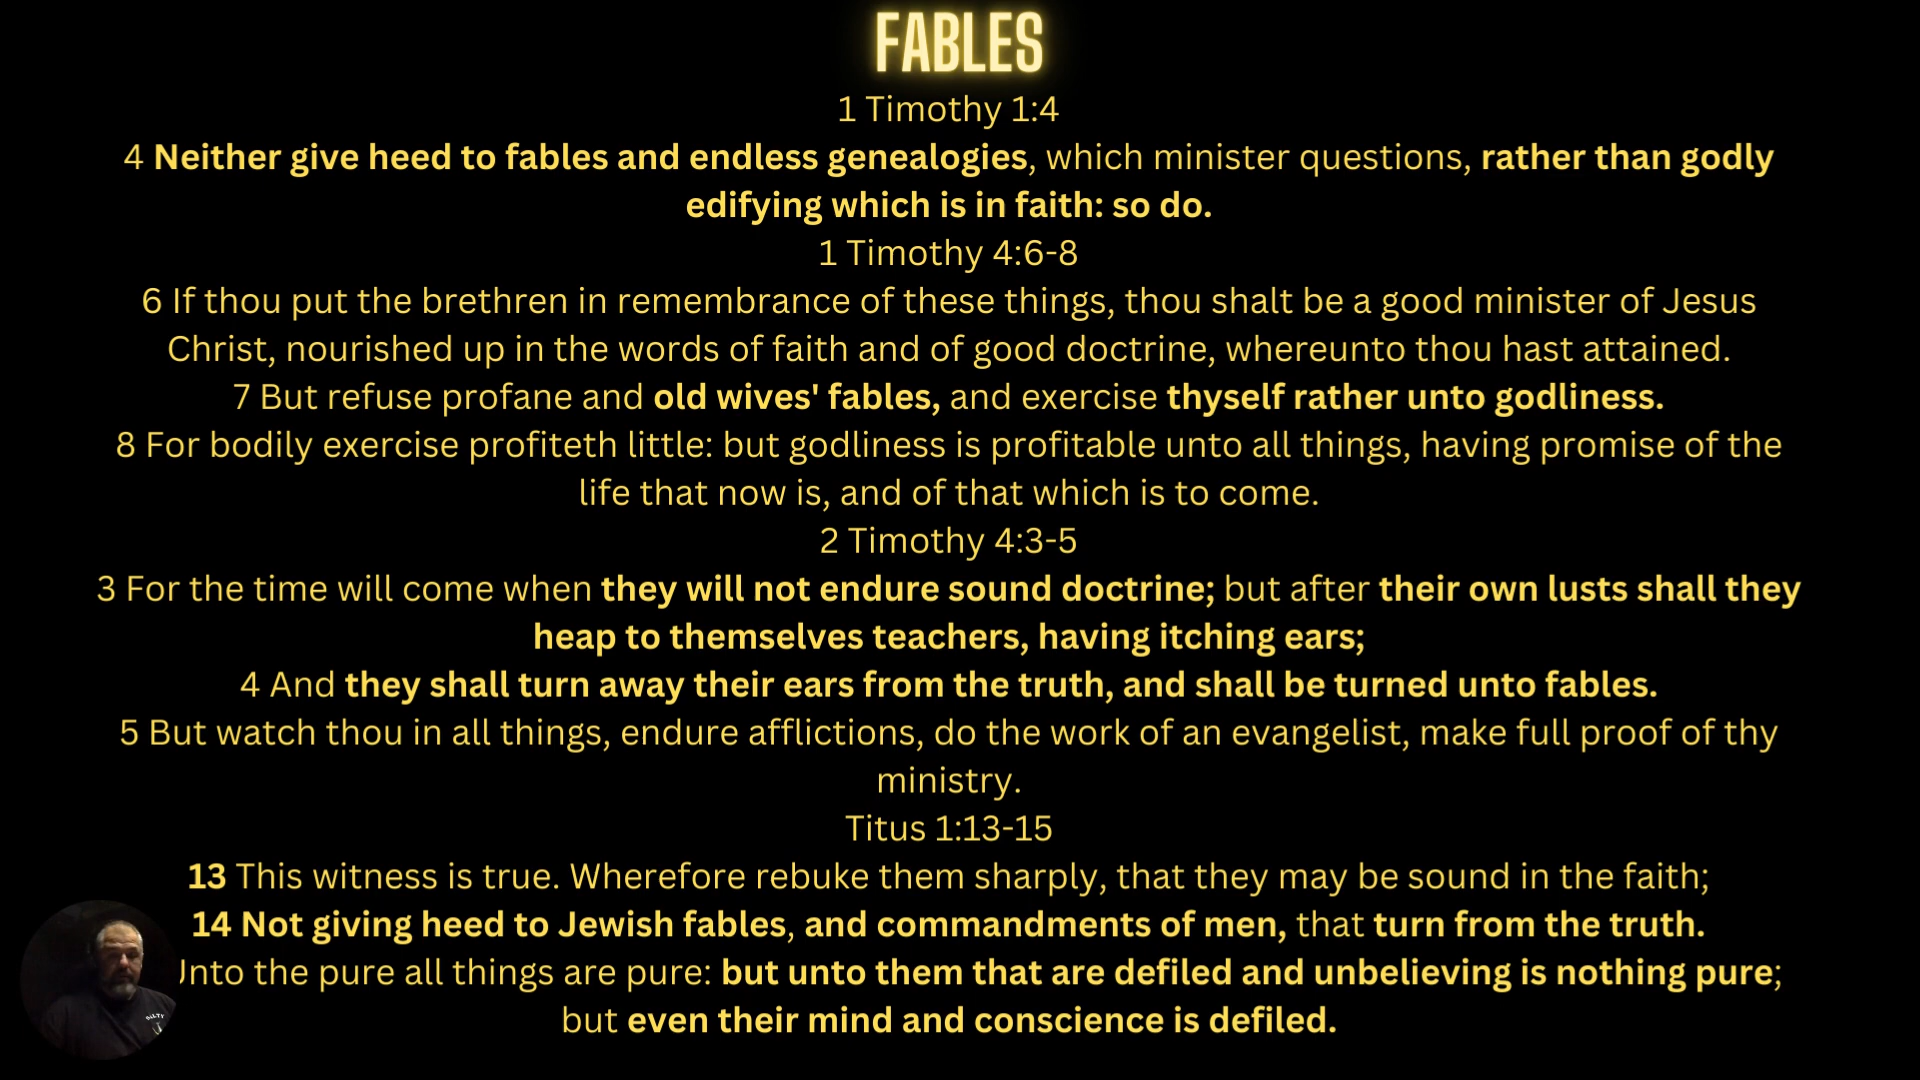 FABLES
1 Timothy 1:4
4 Neither give heed to fables and endless genealogies, which minister questions, rather than godly
edifying which is in faith: so do.
1 Timothy 4:6-8
6 If thou put the brethren in remembrance of these things, thou shalt be a good minister of Jesus
Christ, nourished up in the words of faith and of good doctrine, whereunto thou hast attained.
7 But refuse profane and old wives' fables, and exercise thyself rather unto godliness.
8 For bodily exercise profiteth little: but godliness is profitable unto all things, having promise of the
life that now is, and of that which is to come.
2 Timothy 4:3-5
3 For the time will come when they will not endure sound doctrine; but after their own lusts shall they
heap to themselves teachers, having itching ears;
4 And they shall turn away their ears from the truth, and shall be turned unto fables.
5 But watch thou in all things, endure afflictions, do the work of an evangelist, make full proof of thy
ministry.
Titus 1:13-15
13 This witness is true. Wherefore rebuke them sharply, that they may be sound in the faith;
14 Not giving heed to Jewish fables, and commandments of men, that turn from the truth.
Unto the pure all things are pure: but unto them that are defiled and unbelieving is nothing pure;
but even their mind and conscience is defiled.